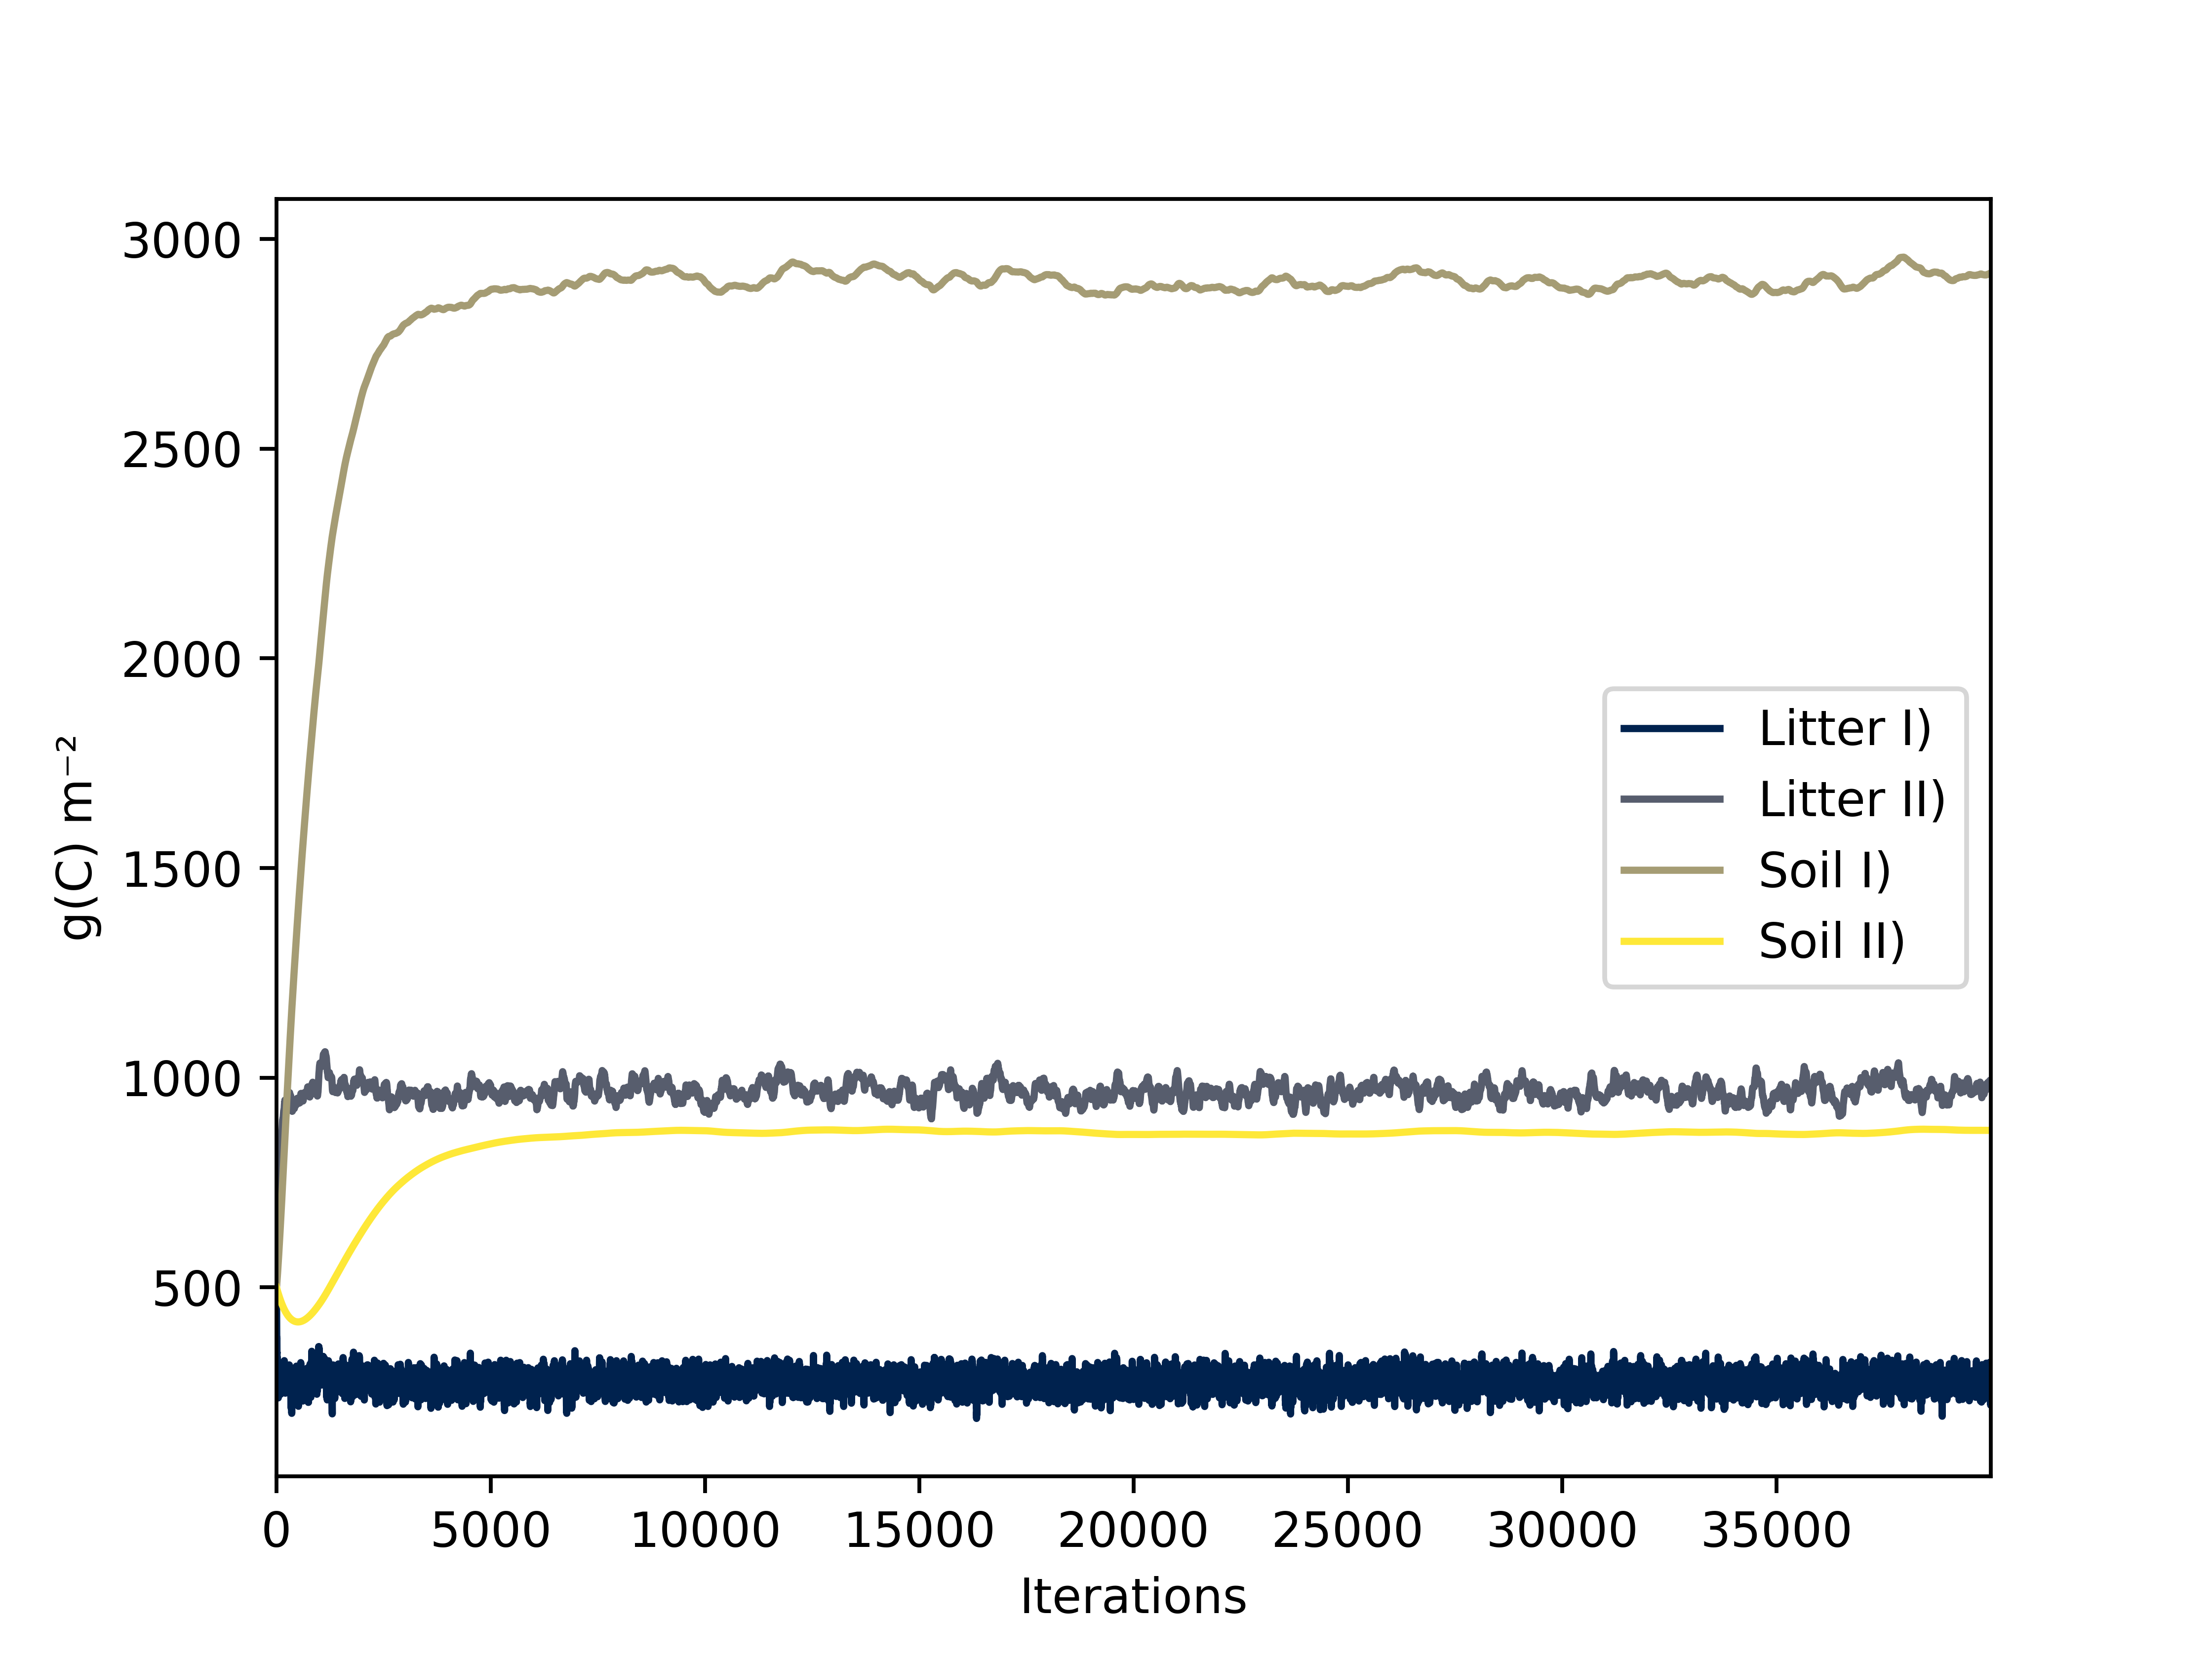 3000
2500
2000
1500
1000
500
g(C) m⁻²
0 5000 10000 15000 20000 25000 30000 35000
Iterations
Litter I)
Litter II)
Soil I)
Soil II)